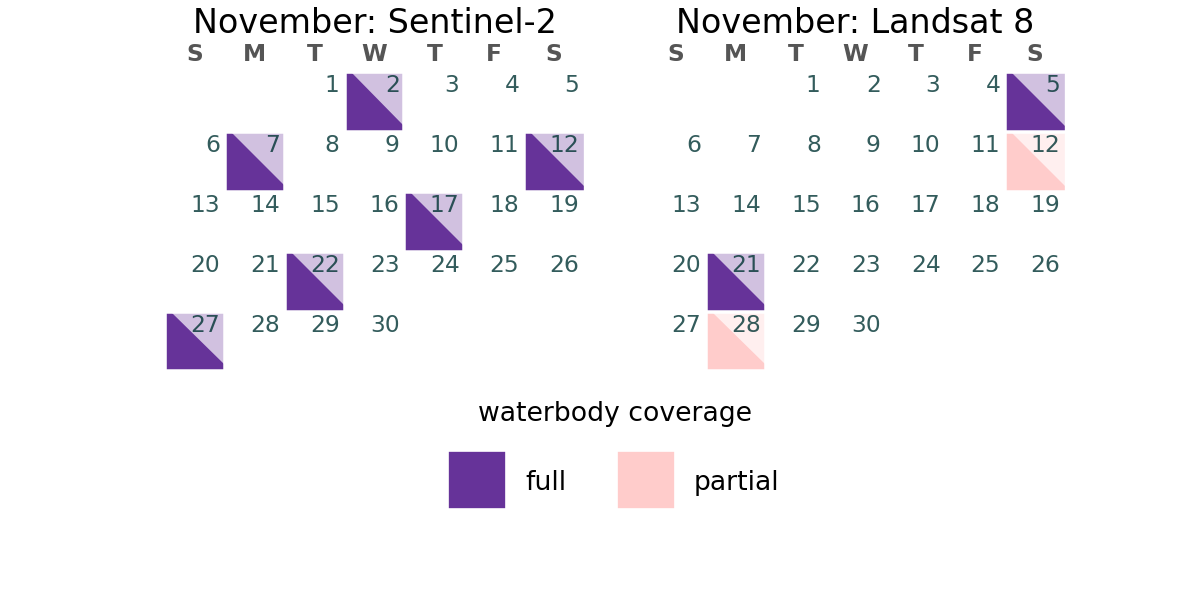 November: Sentinel-2
S M T W T F S
1 2 3 4 5
6 7 8 9 10 11 12
13 14 15 16 17 18 19
20 21 22 23 24 25 26
27 28 29 30
November: Landsat 8
S M T W T F S
1 2 3 4 5
6 7 8 9 10 11 12
13 14 15 16 17 18 19
20 21 22 23 24 25 26
27 28 29 30
waterbody coverage
full partial